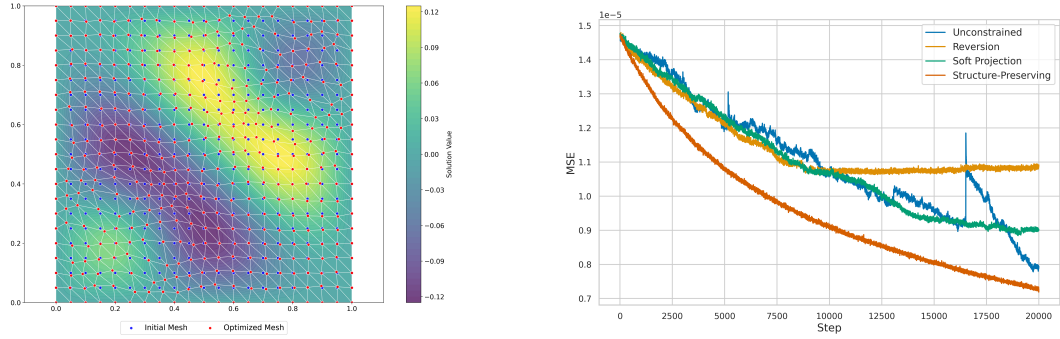 1.0
0.8
0.6
0.4
0.2
0.0
0.0 0.2 0.4 0.6 0.8 1.0
Initial Mesh Optimized Mesh
0.12
0.09
0.06
0.03
0.00
−0.03
−0.06
−0.09
−0.12
Solution Value
1e−5
1.5
1.4
1.3
1.2
1.1
1.0
0.9
0.8
0.7
MSE
0 2500 5000 7500 10000 12500 15000 17500 20000
Step
Unconstrained
Reversion
Soft Projection
Structure-Preserving